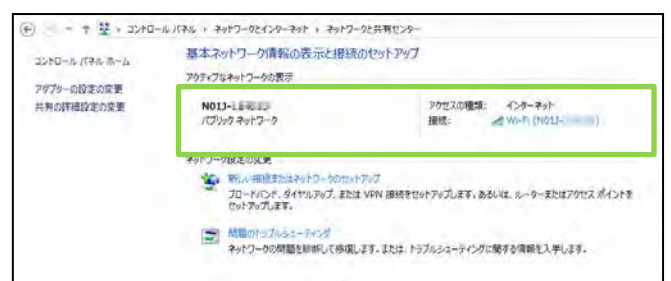 コントロール パネル › ネットワークとインターネット › ネットワークと共有センター
コントロール パネル ホーム
アダプターの設定の変更
共有の詳細設定の変更
基本ネットワーク情報の表示と接続のセットアップ
アクティブなネットワークの表示
N01J-
パブリック ネットワーク
アクセスの種類: インターネット
接続: Wi-Fi (N01J- )
ネットワーク設定の変更
新しい接続またはネットワークのセットアップ
ブロードバンド、ダイヤルアップ、または VPN 接続をセットアップします。あるいは、ルーターまたはアクセス ポイントを
セットアップします。
問題のトラブルシューティング
ネットワークの問題を診断して修復します。または、トラブルシューティングに関する情報を入手します。